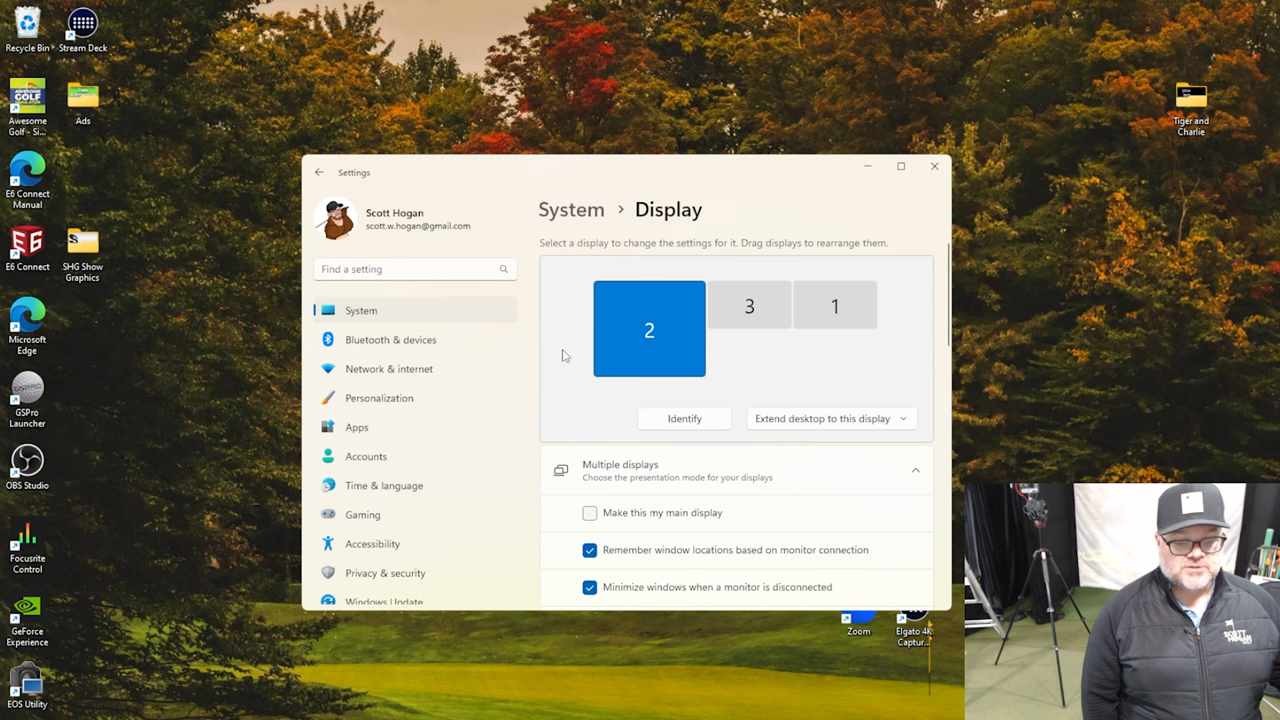 Recycle Bin
Stream Deck
AWESOME
GOLF
Awesome
Golf - Si...
Ads
E6 Connect
Manual
E6
E6 Connect
SHG Show
Graphics
Microsoft
Edge
GSPro
Launcher
OBS Studio
Focusrite
Control
GeForce
Experience
EOS Utility
Tiger and
Charlie
Settings
Scott Hogan
scott.w.hogan@gmail.com
Find a setting
System
Bluetooth & devices
Network & internet
Personalization
Apps
Accounts
Time & language
Gaming
Accessibility
Privacy & security
Windows Update
System > Display
Select a display to change the settings for it. Drag displays to rearrange them.
2
3
1
Identify
Extend desktop to this display
Multiple displays
Choose the presentation mode for your displays
Make this my main display
Remember window locations based on monitor connection
Minimize windows when a monitor is disconnected
Zoom
Elgato 4K
Captur...
SCOTT
HOGAN